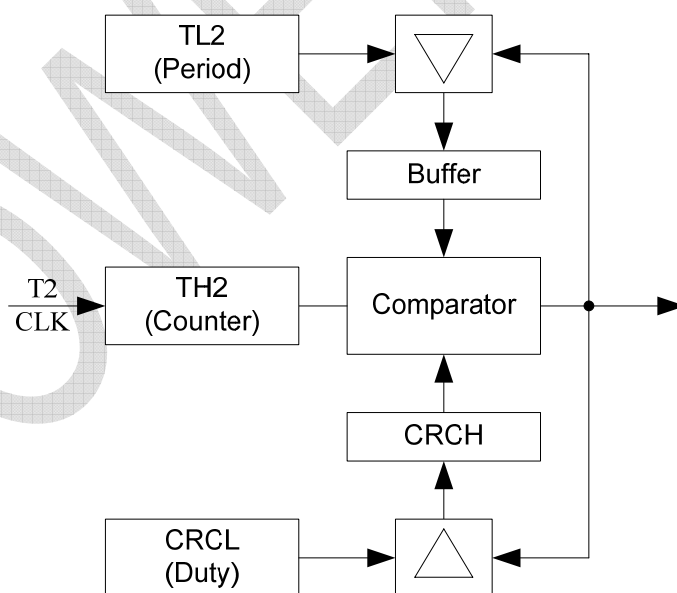 TL2
(Period)
Buffer
T2
CLK
TH2
(Counter)
Comparator
CRCH
CRCL
(Duty)